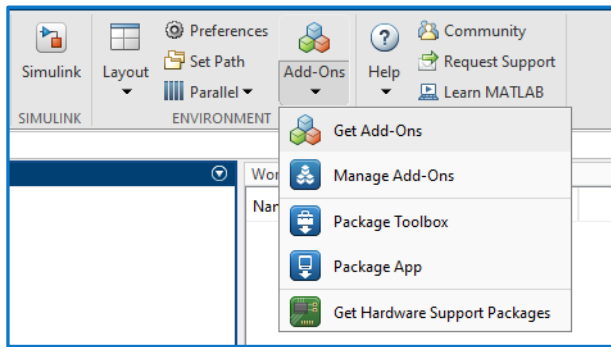 Simulink
Layout
Preferences
Set Path
Parallel
Add-Ons
Help
Community
Request Support
Learn MATLAB
SIMULINK
ENVIRONMENT
Get Add-Ons
Manage Add-Ons
Package Toolbox
Package App
Get Hardware Support Packages